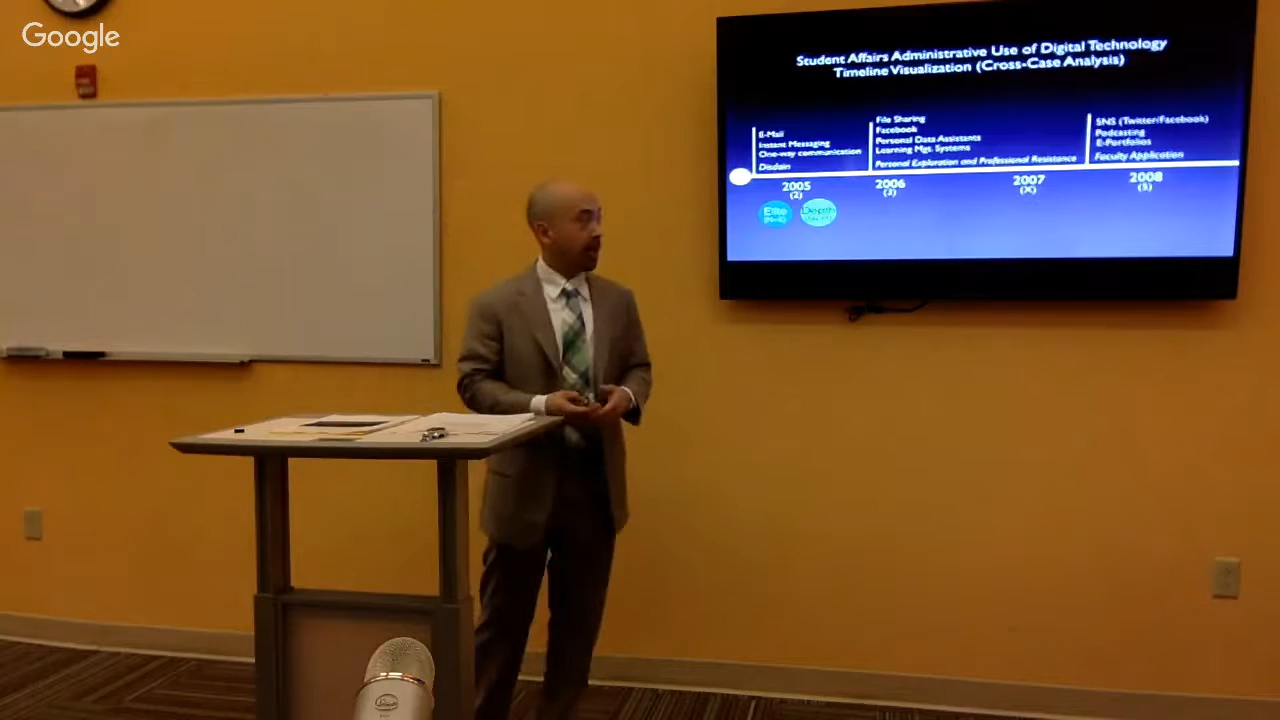 Google
Student Affairs Administrative Use of Digital Technology
Timeline Visualization (Cross-Case Analysis)
E-Mail
Instant Messaging
One-way communication
Disdain
File Sharing
Facebook
Personal Data Assistants
Learning Mgt. Systems
Personal Exploration and Professional Resistance
SNS (Twitter/Facebook)
Podcasting
E-Portfolios
Faculty Application
2005
(2)
2006
2007
(X)
2008
(5)
Elite
Depth